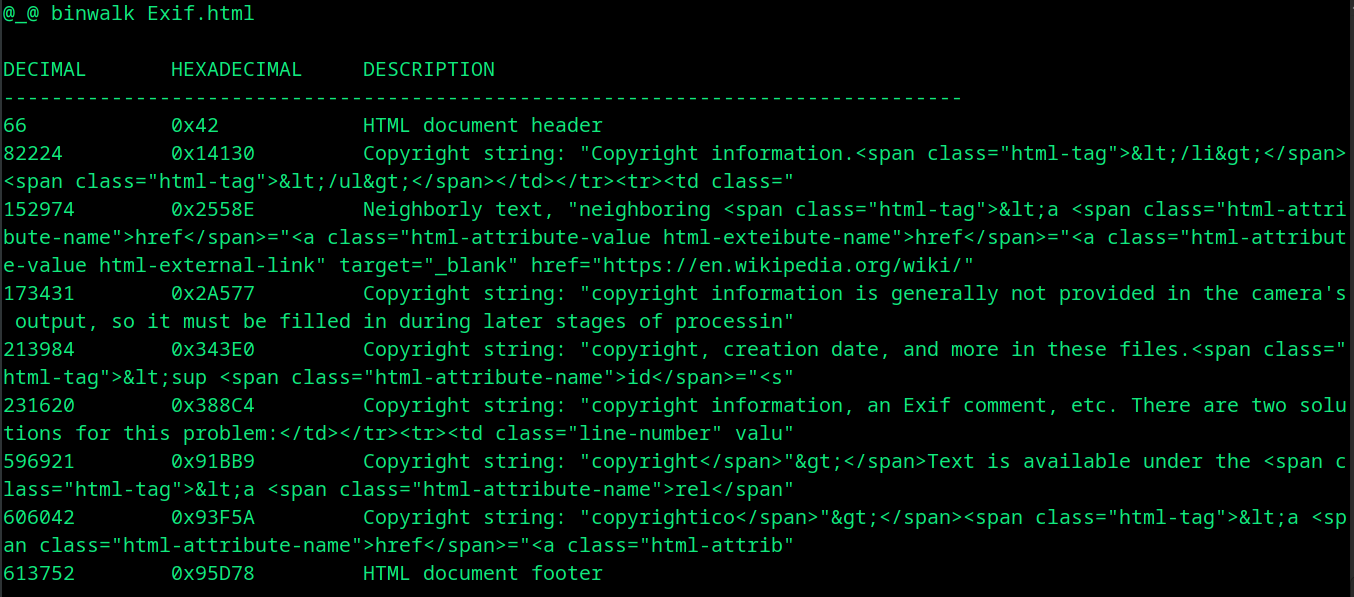 @_@ binwalk Exif.html
DECIMAL       HEXADECIMAL     DESCRIPTION
--------------------------------------------------------------------------------
66            0x42            HTML document header
82224         0x14130         Copyright string: "Copyright information.<span class="html-tag">&lt;/li&gt;</span>
<span class="html-tag">&lt;/ul&gt;</span></td></tr><tr><td class="
152974        0x2558E         Neighborly text, "neighboring <span class="html-tag">&lt;a <span class="html-attri
bute-name">href</span>="<a class="html-attribute-value html-exteibute-name">href</span>="<a class="html-attribut
e-value html-external-link" target="_blank" href="https://en.wikipedia.org/wiki/"
173431        0x2A577         Copyright string: "copyright information is generally not provided in the camera's
 output, so it must be filled in during later stages of processin"
213984        0x343E0         Copyright string: "copyright, creation date, and more in these files.<span class="
html-tag">&lt;sup <span class="html-attribute-name">id</span>="<s"
231620        0x388C4         Copyright string: "copyright information, an Exif comment, etc. There are two solu
tions for this problem:</td></tr><tr><td class="line-number" valu"
596921        0x91BB9         Copyright string: "copyright</span>"&gt;</span>Text is available under the <span c
lass="html-tag">&lt;a <span class="html-attribute-name">rel</span"
606042        0x93F5A         Copyright string: "copyrightico</span>"&gt;</span><span class="html-tag">&lt;a <sp
an class="html-attribute-name">href</span>="<a class="html-attrib"
613752        0x95D78         HTML document footer